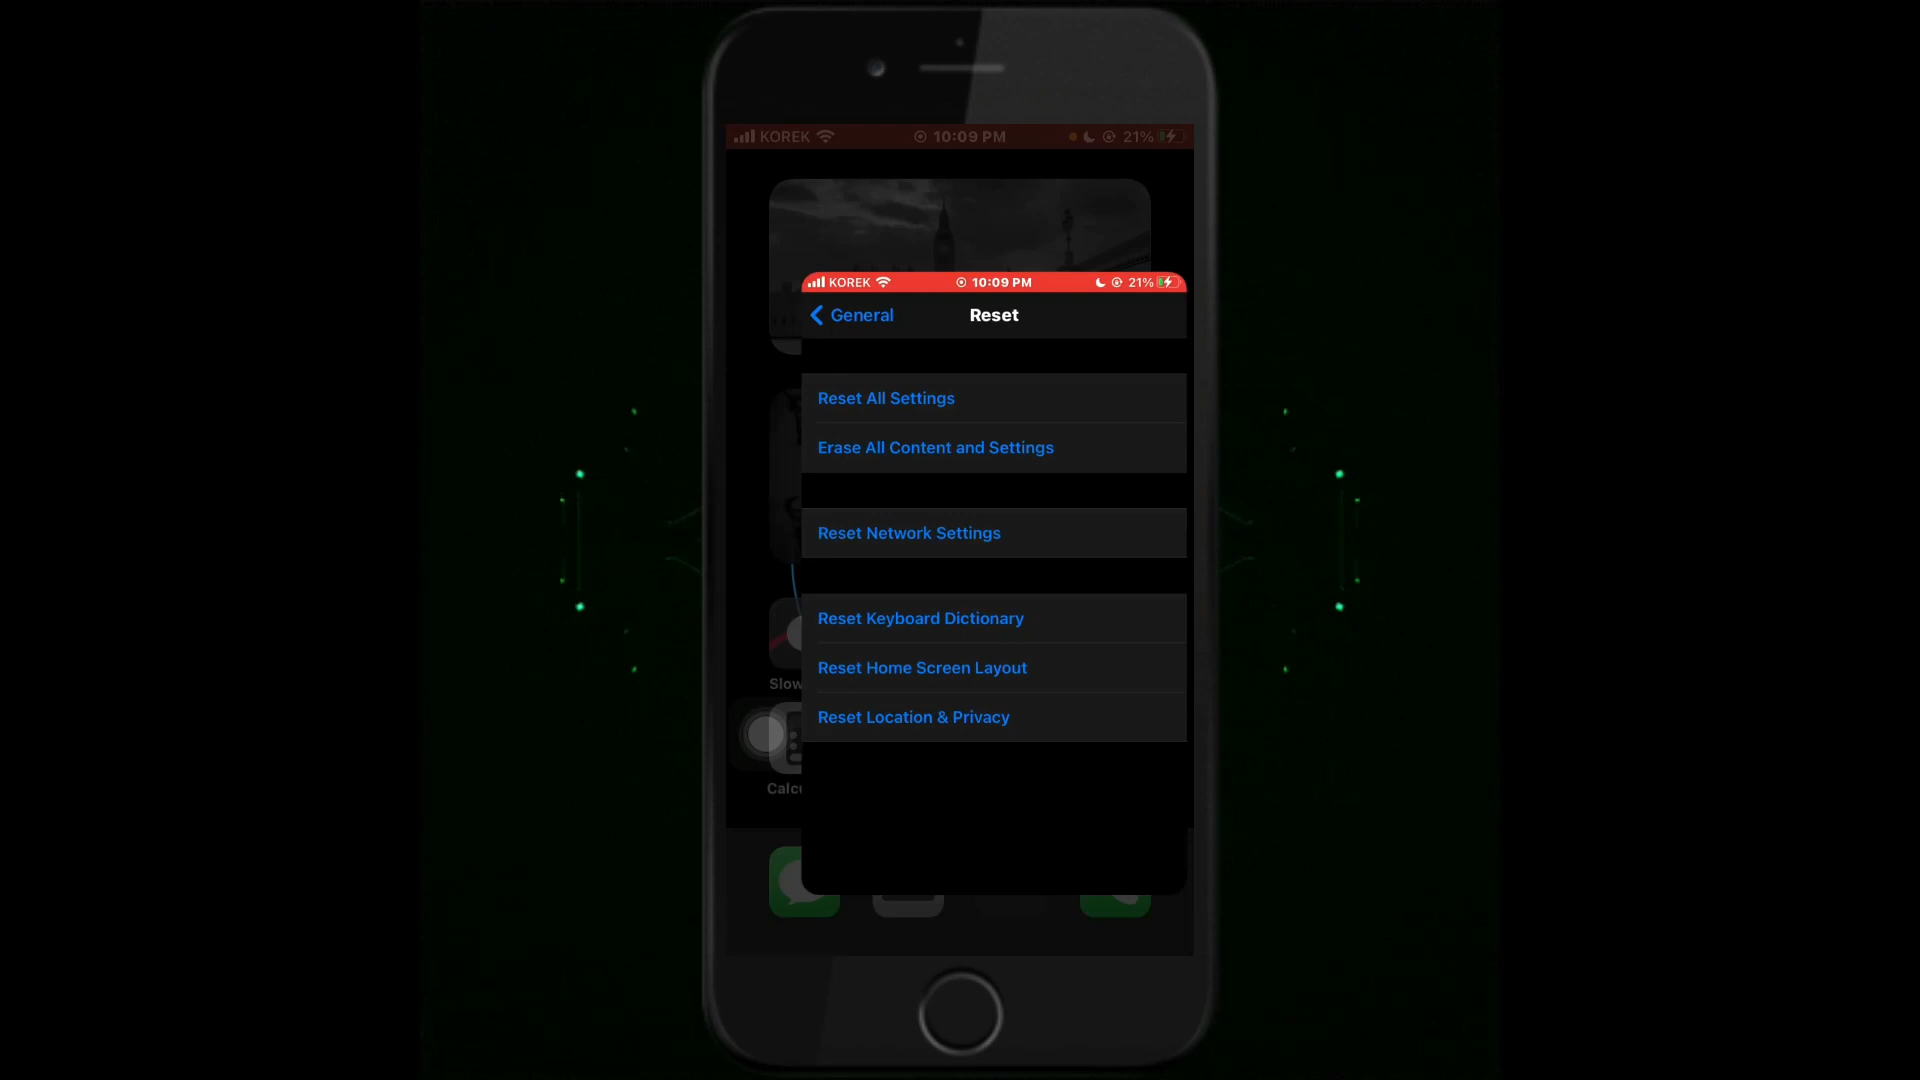 KOREK 10:09 PM 21%
KOREK 10:09 PM 21%
General Reset
Reset All Settings
Erase All Content and Settings
Reset Network Settings
Reset Keyboard Dictionary
Reset Home Screen Layout
Reset Location & Privacy
Slow
Calcu